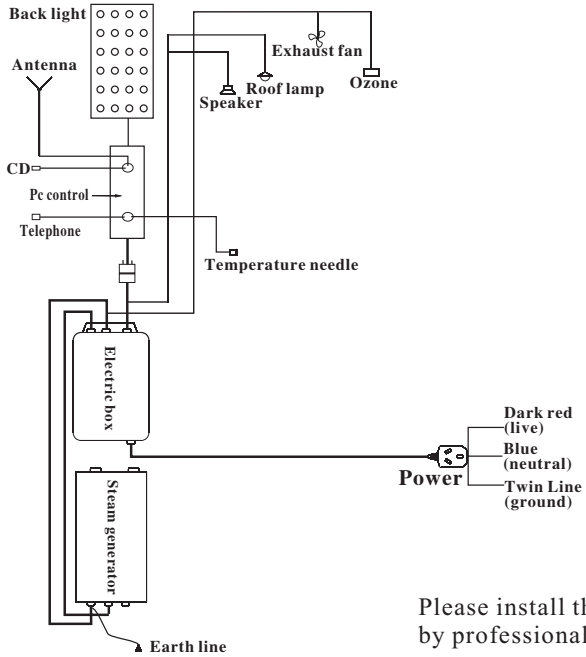 Back light
Antenna
Exhaust fan
Roof lamp
Ozone
Speaker
CD
Pc control
Telephone
Temperature needle
Electric box
Dark red
(live)
Blue
(neutral)
Power
Twin Line
(ground)
Steam generator
Please install th
by professional
Earth line